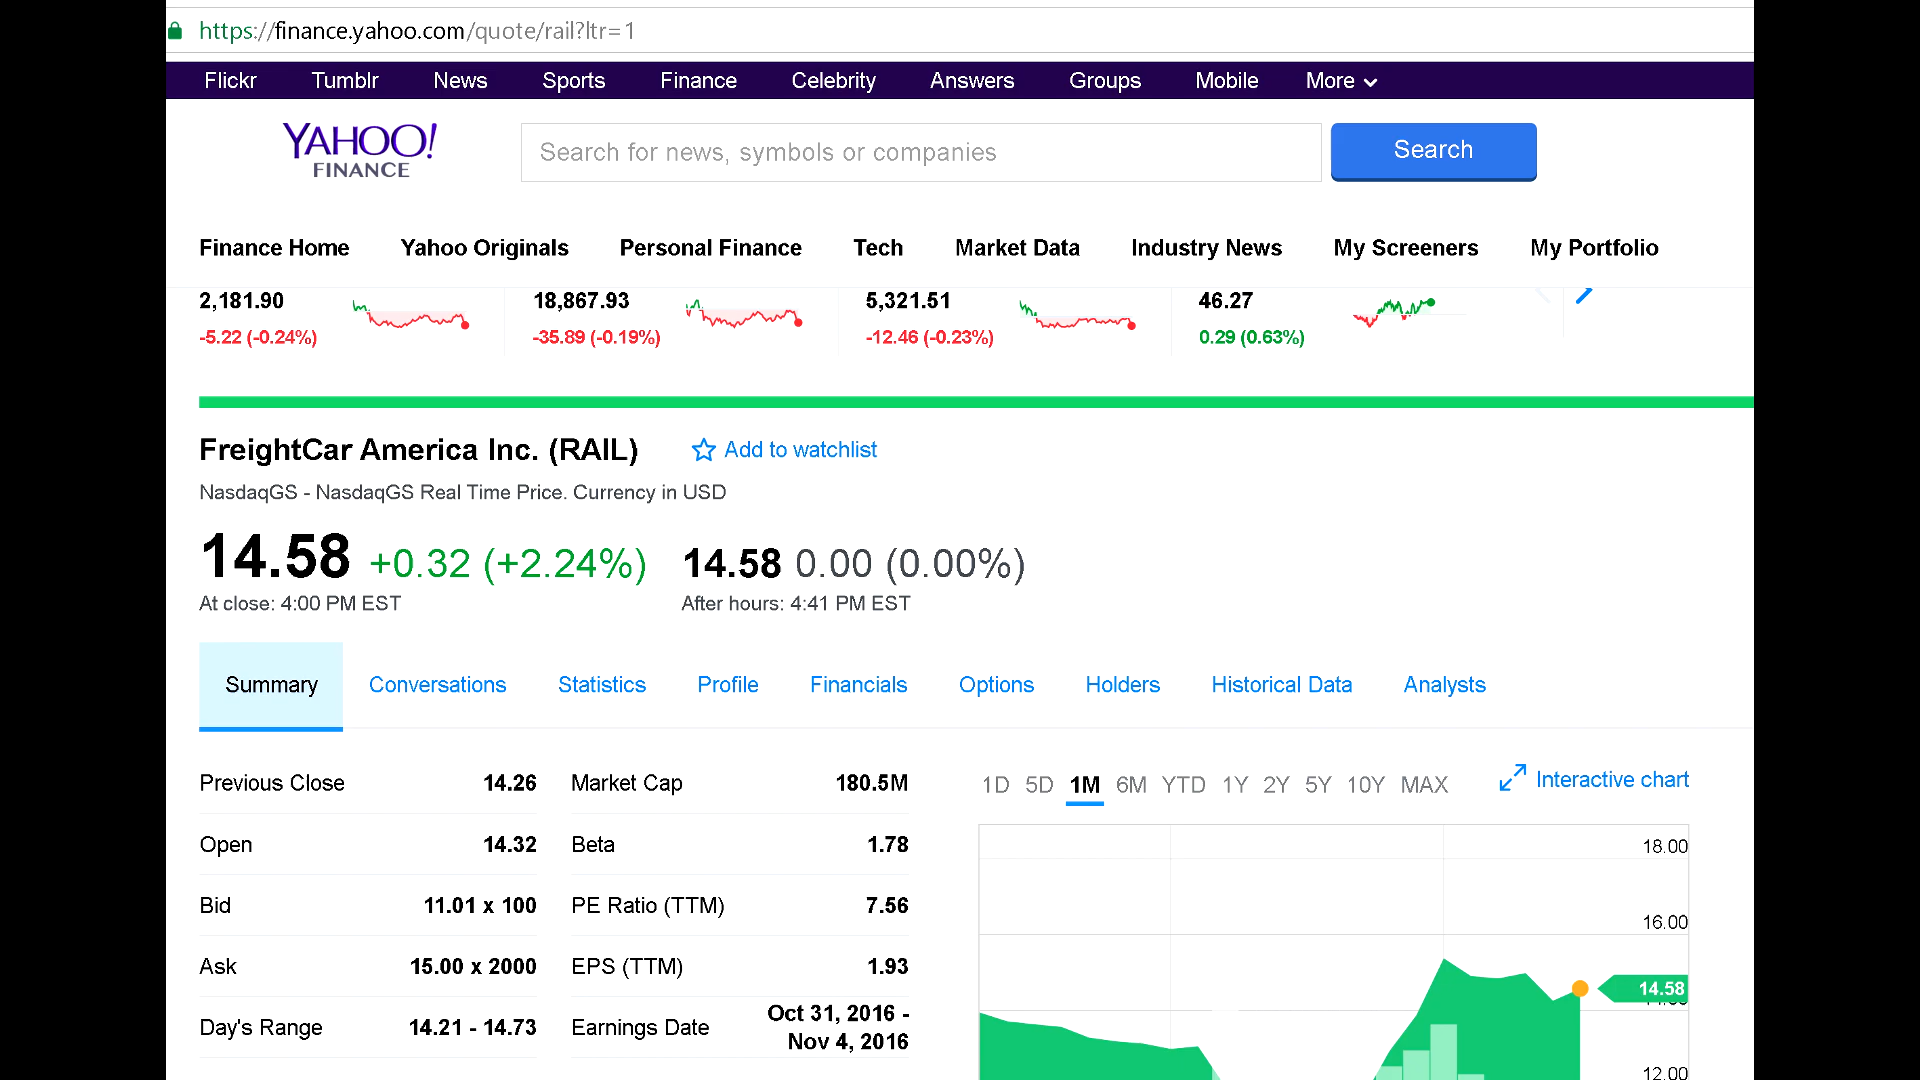 https://finance.yahoo.com/quote/rail?ltr=1
Flickr Tumblr News Sports Finance Celebrity Answers Groups Mobile More
YAHOO!
FINANCE
Search for news, symbols or companies
Search
Finance Home Yahoo Originals Personal Finance Tech Market Data Industry News My Screeners My Portfolio
2,181.90 18,867.93 5,321.51 46.27
-5.22 (-0.24%) -35.89 (-0.19%) -12.46 (-0.23%) 0.29 (0.63%)
FreightCar America Inc. (RAIL) Add to watchlist
NasdaqGS - NasdaqGS Real Time Price. Currency in USD
14.58 +0.32 (+2.24%) 14.58 0.00 (0.00%)
At close: 4:00 PM EST After hours: 4:41 PM EST
Summary Conversations Statistics Profile Financials Options Holders Historical Data Analysts
Previous Close 14.26 Market Cap 180.5M
Open 14.32 Beta 1.78
Bid 11.01 x 100 PE Ratio (TTM) 7.56
Ask 15.00 x 2000 EPS (TTM) 1.93
Day's Range 14.21 - 14.73 Earnings Date Oct 31, 2016 -
Nov 4, 2016
1D 5D 1M 6M YTD 1Y 2Y 5Y 10Y MAX Interactive chart
18.00
16.00
14.58
12.00